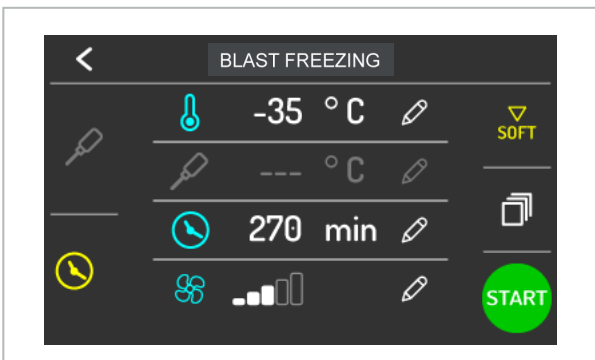 BLAST FREEZING
-35 °C
SOFT
--- °C
270 min
START